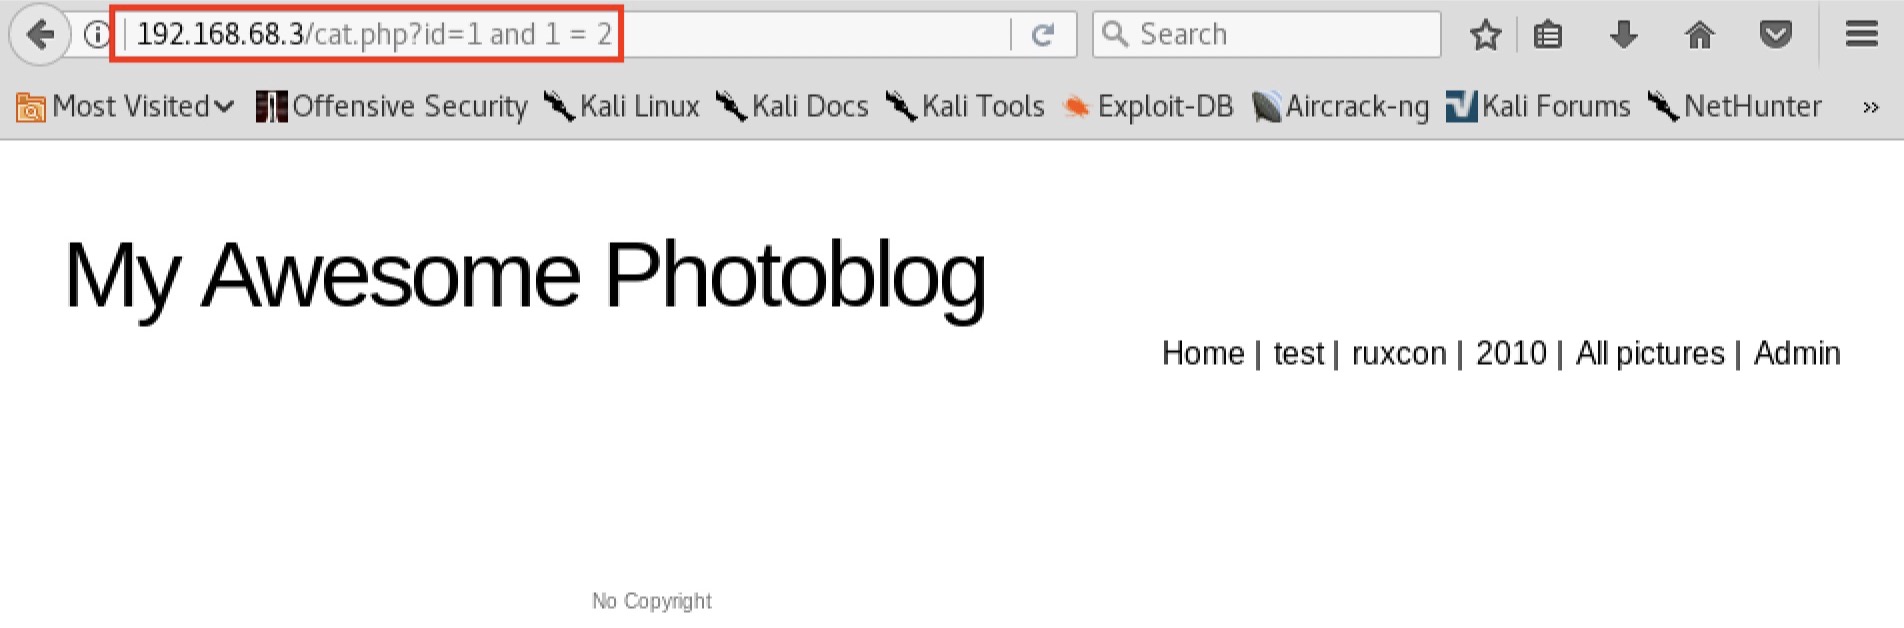 192.168.68.3/cat.php?id=1 and 1 = 2 Search
Most Visited Offensive Security Kali Linux Kali Docs Kali Tools Exploit-DB Aircrack-ng Kali Forums NetHunter »
My Awesome Photoblog
Home | test | ruxcon | 2010 | All pictures | Admin
No Copyright